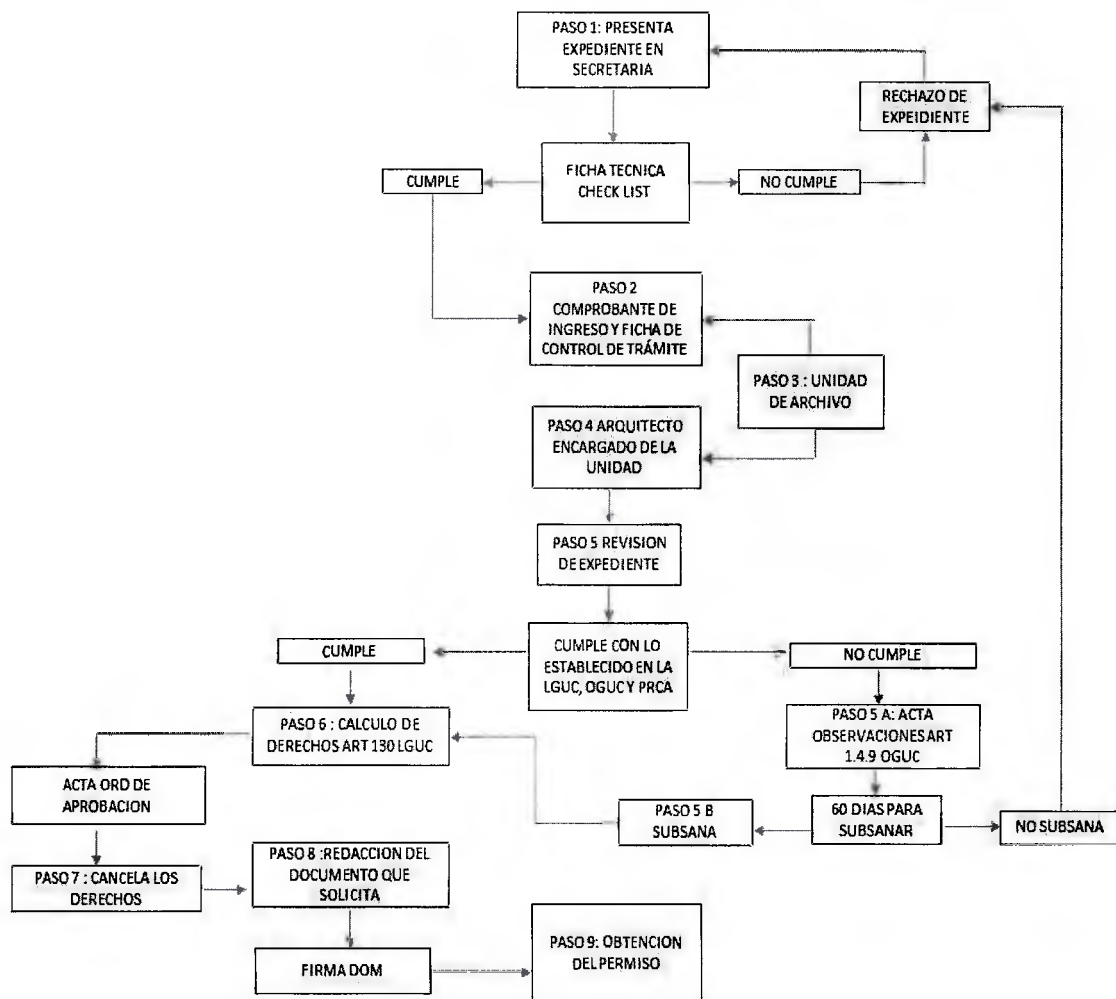 PASO 1: PRESENTA
EXPEDIENTE EN
SECRETARIA
RECHAZO DE
EXPEIDIENTE
CUMPLE
FICHA TECNICA
CHECK LIST
NO CUMPLE
PASO 2
COMPROBANTE DE
INGRESO Y FICHA DE
CONTROL DE TRÁMITE
PASO 3 : UNIDAD
DE ARCHIVO
PASO 4 ARQUITECTO
ENCARGADO DE LA
UNIDAD
PASO 5 REVISION
DE EXPEDIENTE
CUMPLE
CUMPLE CON LO
ESTABLECIDO EN LA
LGUC, OGUC Y PRCA
NO CUMPLE
PASO 6 : CALCULO DE
DERECHOS ART 130 LGUC
PASO 5 A: ACTA
OBSERVACIONES ART
1.4.9 OGUC
ACTA ORD DE
APROBACION
PASO 5 B
SUBSANA
60 DIAS PARA
SUBSANAR
NO SUBSANA
PASO 7 : CANCELA LOS
DERECHOS
PASO 8 :REDACCION DEL
DOCUMENTO QUE
SOLICITA
FIRMA DOM
PASO 9: OBTENCION
DEL PERMISO